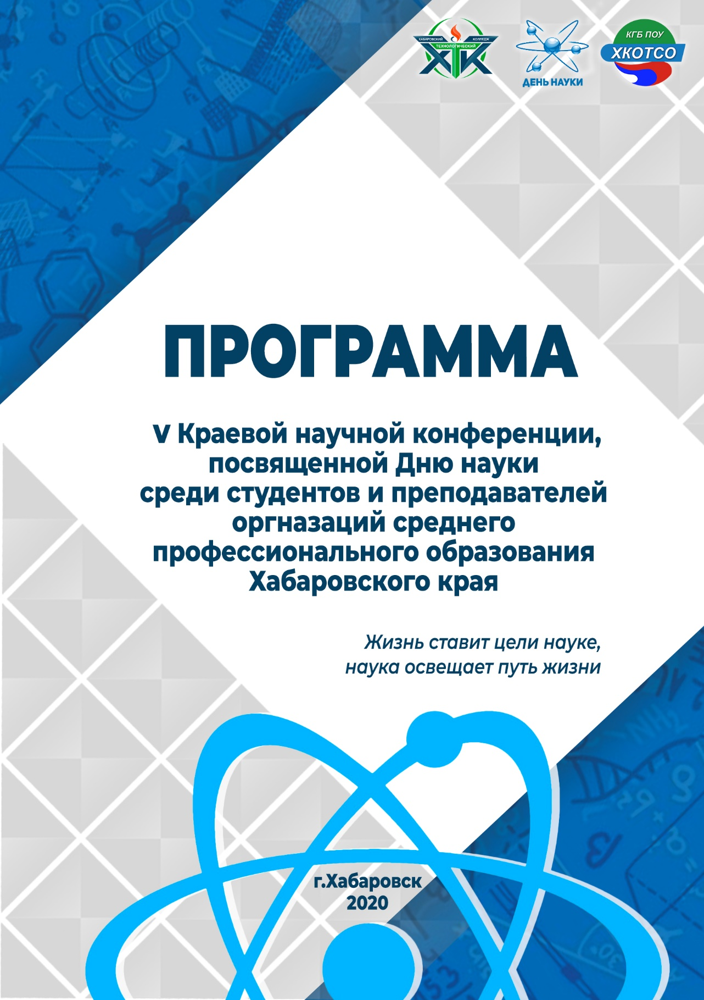 ХАБАРОВСКИЙ КОЛЛЕДЖ
ТЕХНОЛОГИЧЕСКИЙ
ХТК
ДЕНЬ НАУКИ
КГБ ПОУ
ХКОТСО
ПРОГРАММА
V Краевой научной конференции,
посвященной Дню науки
среди студентов и преподавателей
оргназаций среднего
профессионального образования
Хабаровского края
Жизнь ставит цели науке,
наука освещает путь жизни
г.Хабаровск
2020